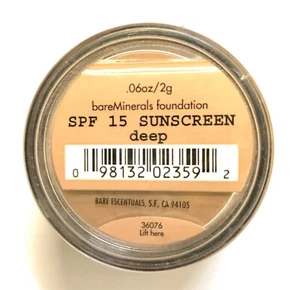 .06oz/2g
bareMinerals foundation
SPF 15 SUNSCREEN
deep
0 98132 02359 2
BARE ESCENTUALS, S.F., CA 94105
36076
Lift here.